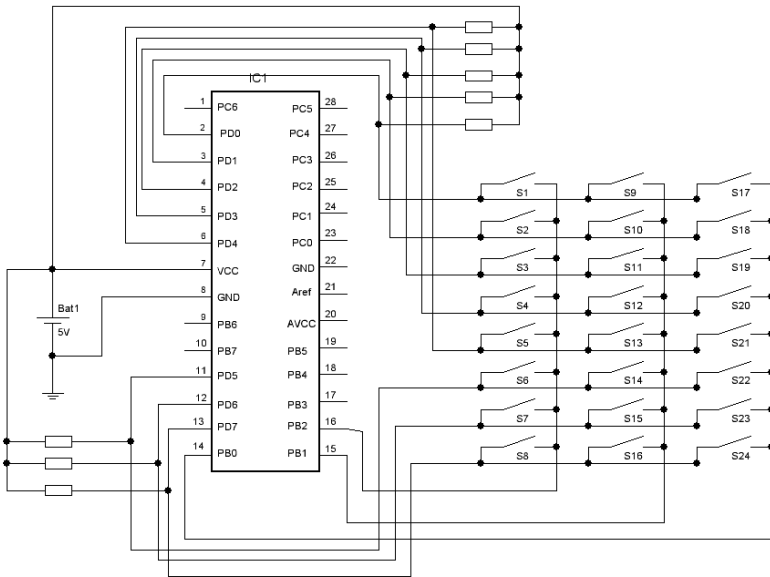 IC1
1 PC6 PC5 28
2 PD0 PC4 27
3 PD1 PC3 26
4 PD2 PC2 25
5 PD3 PC1 24
6 PD4 PC0 23
7 VCC GND 22
8 GND Aref 21
9 PB6 AVCC 20
10 PB7 PB5 19
11 PD5 PB4 18
12 PD6 PB3 17
13 PD7 PB2 16
14 PB0 PB1 15
Bat1
5V
S1 S9 S17
S2 S10 S18
S3 S11 S19
S4 S12 S20
S5 S13 S21
S6 S14 S22
S7 S15 S23
S8 S16 S24